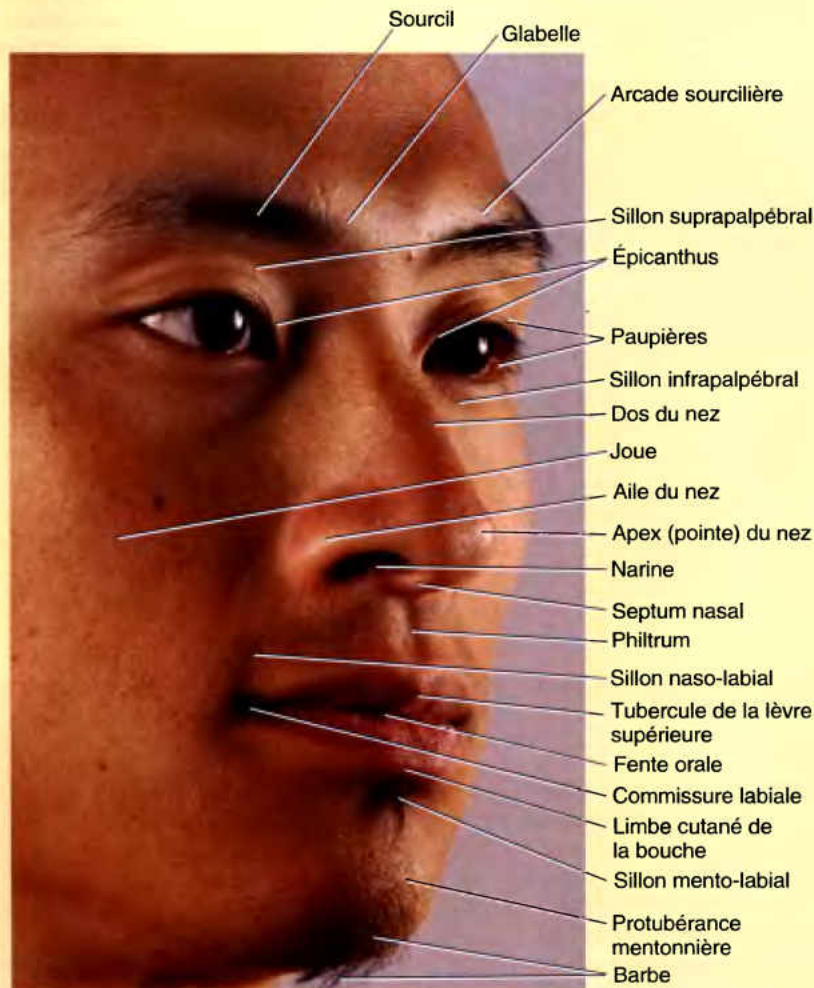 Sourcil
Glabelle
Arcade sourcilière
Sillon suprapalpébral
Épicanthus
Paupières
Sillon infrapalpébral
Dos du nez
Joue
Aile du nez
Apex (pointe) du nez
Narine
Septum nasal
Philtrum
Sillon naso-labial
Tubercule de la lèvre
supérieure
Fente orale
Commissure labiale
Limbe cutané de
la bouche
Sillon mento-labial
Protubérance
mentonnière
Barbe